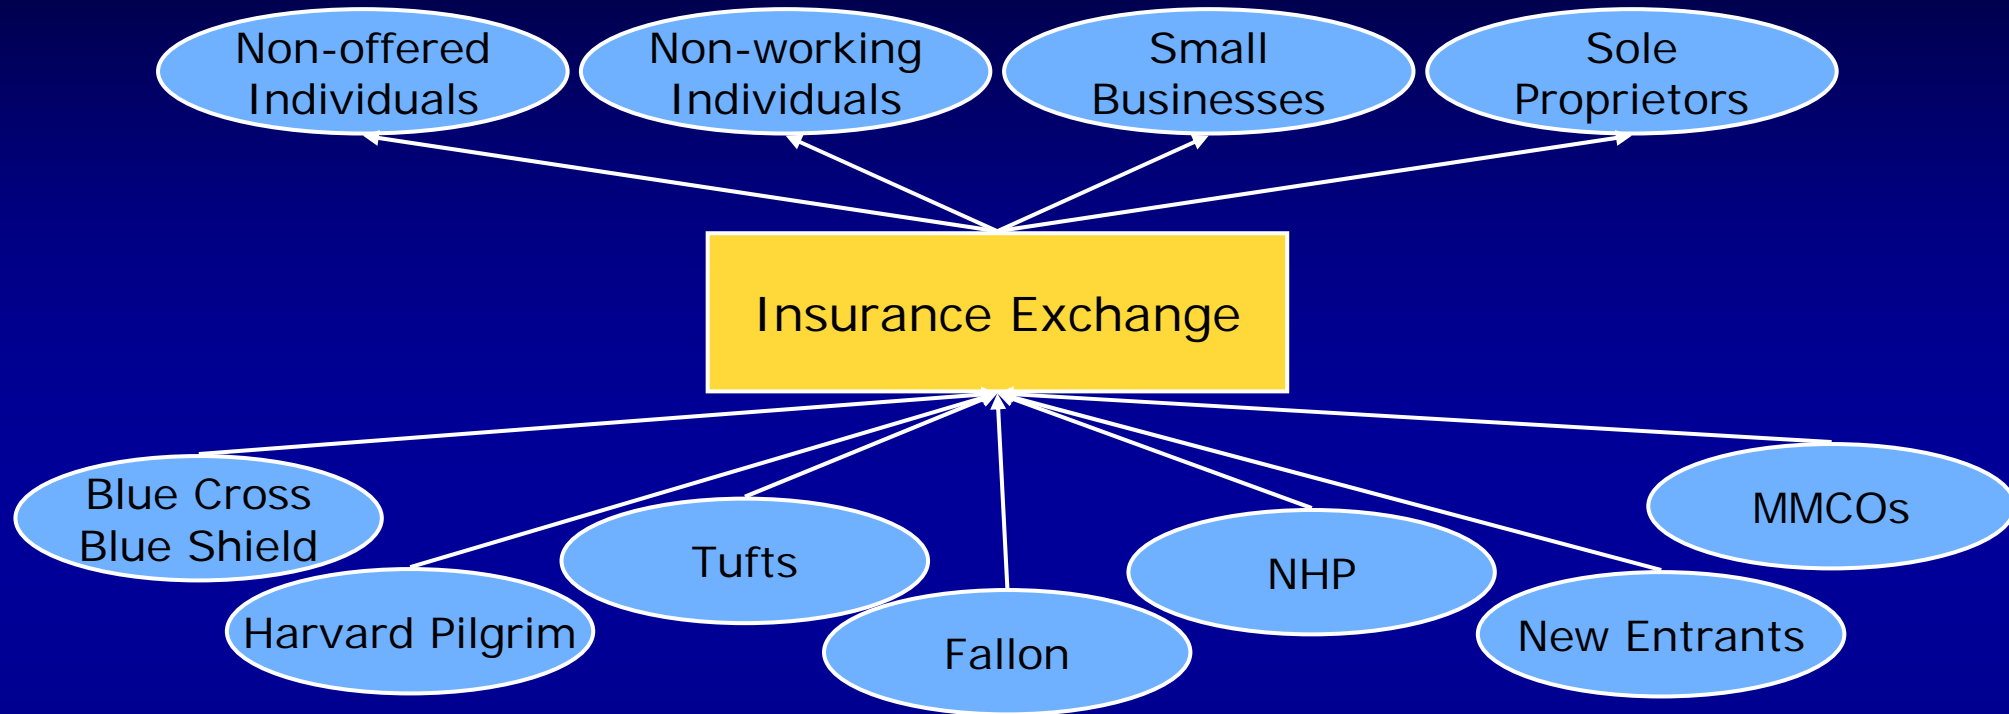 Non-offered
Individuals
Non-working
Individuals
Small
Businesses
Sole
Proprietors
Insurance Exchange
Blue Cross
Blue Shield
Harvard Pilgrim
Tufts
Fallon
NHP
New Entrants
MMCOs